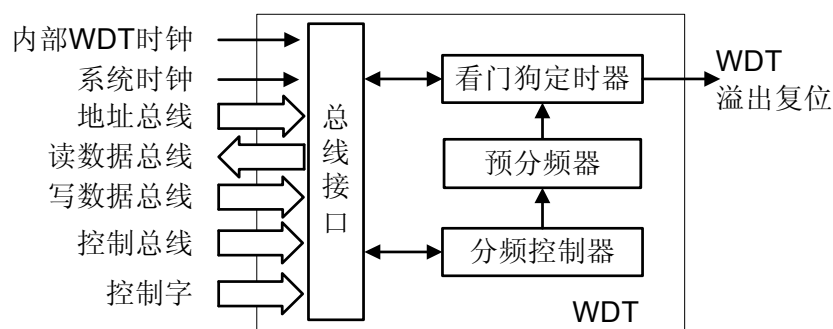 内部WDT时钟
系统时钟
地址总线
读数据总线
写数据总线
控制总线
控制字
总线接口
看门狗定时器
预分频器
分频控制器
WDT
WDT
溢出复位